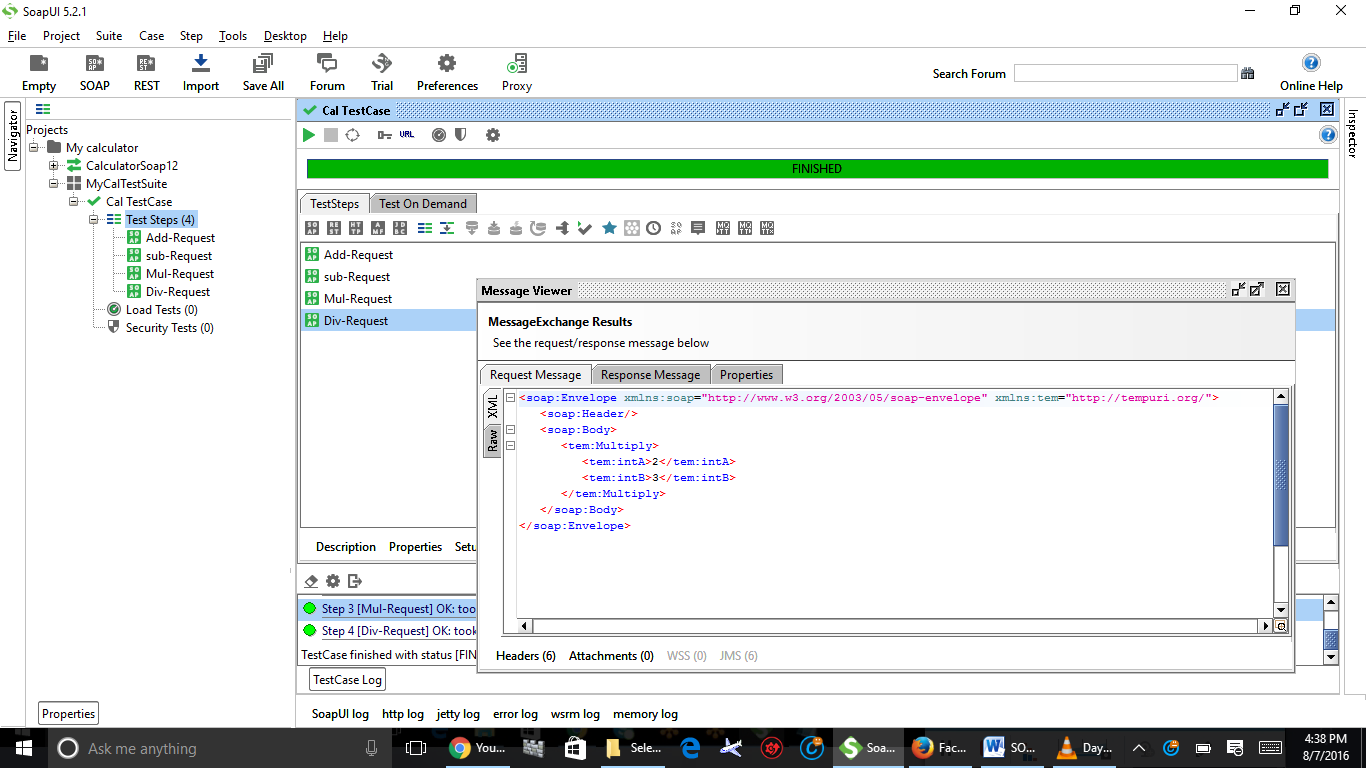 SoapUI 5.2.1
File Project Suite Case Step Tools Desktop Help
Empty SOAP REST Import Save All Forum Trial Preferences Proxy
Search Forum
Online Help
Navigator
Projects
My calculator
CalculatorSoap12
MyCalTestSuite
Cal TestCase
Test Steps (4)
Add-Request
sub-Request
Mul-Request
Div-Request
Load Tests (0)
Security Tests (0)
Properties
Cal TestCase
URL
FINISHED
TestSteps Test On Demand
Add-Request
sub-Request
Mul-Request
Div-Request
Description Properties Setu
Message Viewer
MessageExchange Results
See the request/response message below
Request Message Response Message Properties
XML
Raw
<soap:Envelope xmlns:soap="http://www.w3.org/2003/05/soap-envelope" xmlns:tem="http://tempuri.org/">
<soap:Header/>
<soap:Body>
<tem:Multiply>
<tem:intA>2</tem:intA>
<tem:intB>3</tem:intB>
</tem:Multiply>
</soap:Body>
</soap:Envelope>
Headers (6) Attachments (0) WSS (0) JMS (6)
Step 3 [Mul-Request] OK: too
Step 4 [Div-Request] OK: took
TestCase finished with status [FIN
TestCase Log
SoapUI log http log jetty log error log wsrm log memory log
Inspector
Ask me anything
You... Sele... Soa... Fac... SO... Day...
4:38 PM
8/7/2016